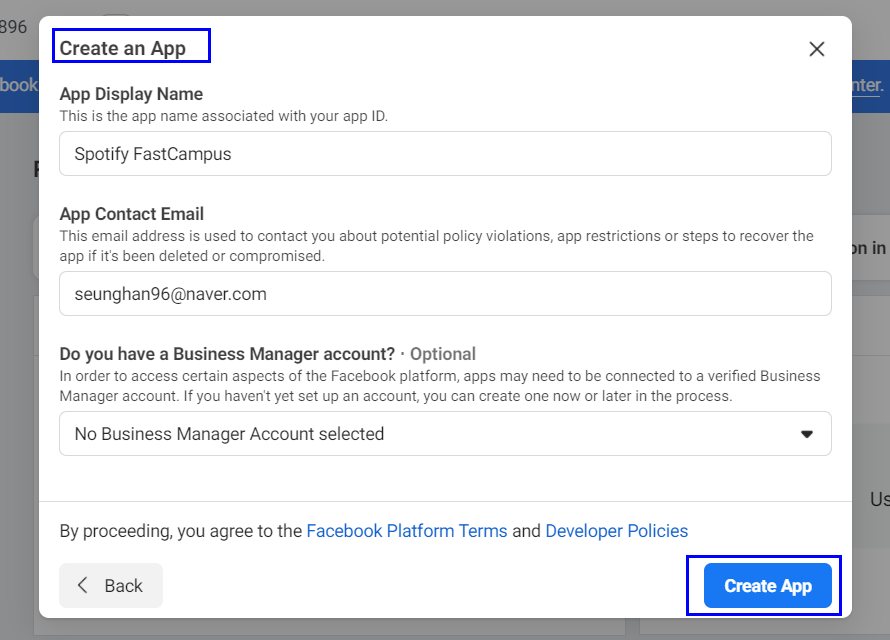 896
Create an App
book
nter.
App Display Name
This is the app name associated with your app ID.
Spotify FastCampus
App Contact Email
This email address is used to contact you about potential policy violations, app restrictions or steps to recover the
app if it's been deleted or compromised.
on in
seunghan96@naver.com
Do you have a Business Manager account? · Optional
In order to access certain aspects of the Facebook platform, apps may need to be connected to a verified Business
Manager account. If you haven't yet set up an account, you can create one now or later in the process.
No Business Manager Account selected
Us
By proceeding, you agree to the Facebook Platform Terms and Developer Policies
Back
Create App